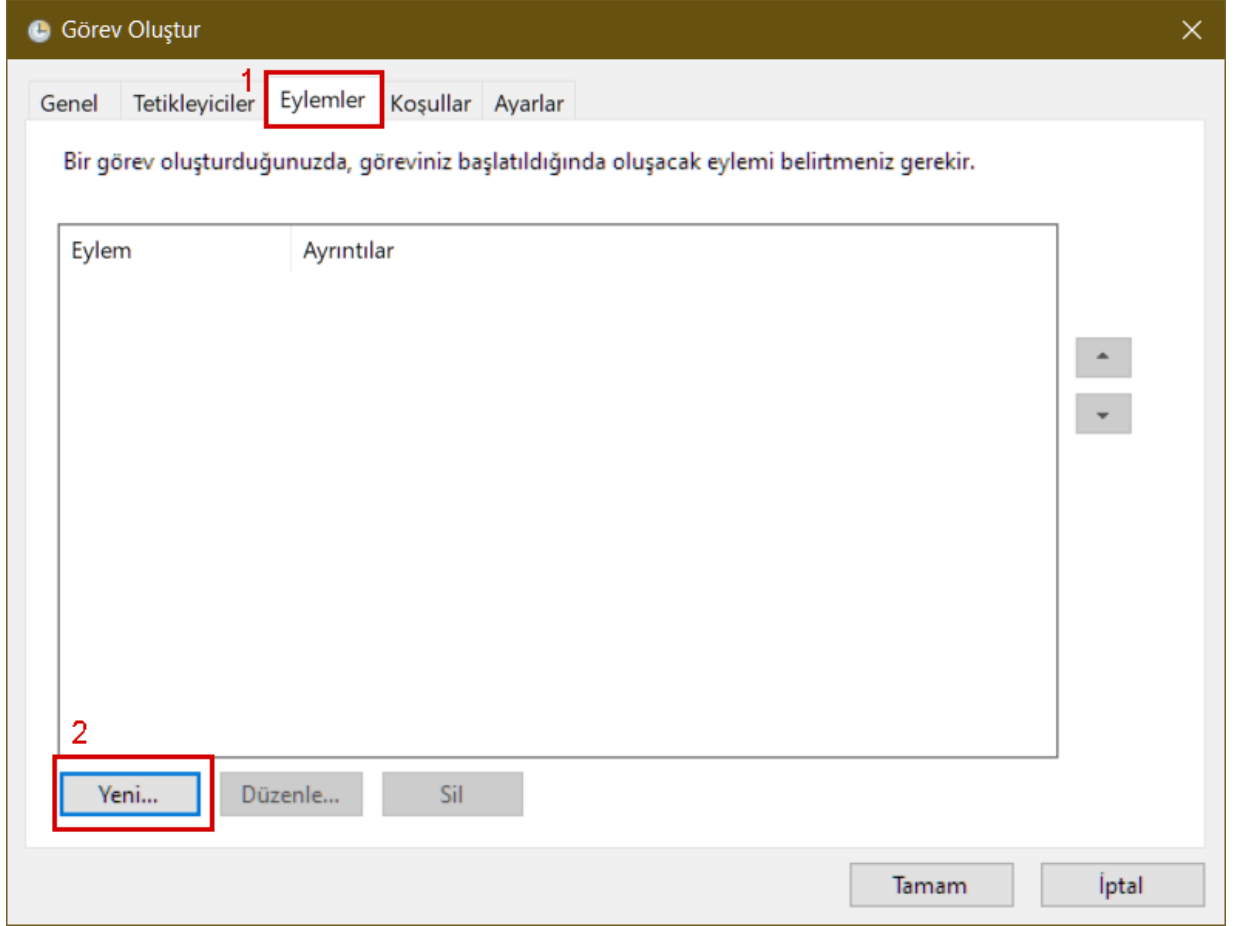 Görev Oluştur
1
Genel Tetikleyiciler Eylemler Koşullar Ayarlar
Bir görev oluşturduğunuzda, göreviniz başlatıldığında oluşacak eylemi belirtmeniz gerekir.
Eylem Ayrıntılar
2
Yeni... Düzenle... Sil
Tamam İptal